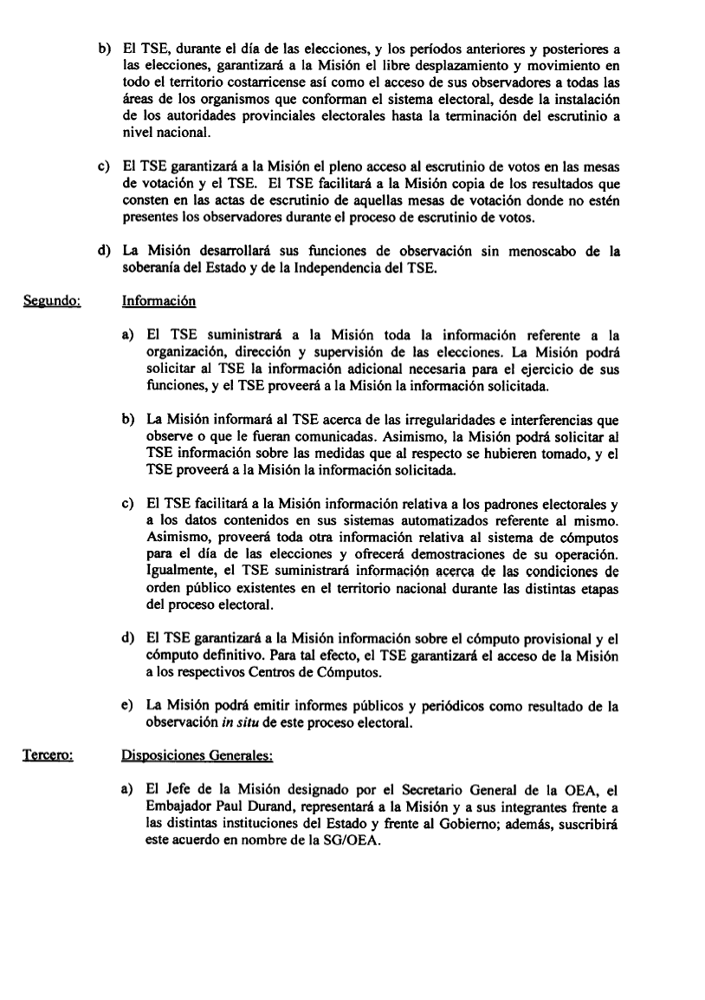 b) El TSE, durante el día de las elecciones, y los períodos anteriores y posteriores a
las elecciones, garantizará a la Misión el libre desplazamiento y movimiento en
todo el territorio costarricense así como el acceso de sus observadores a todas las
áreas de los organismos que conforman el sistema electoral, desde la instalación
de los autoridades provinciales electorales hasta la terminación del escrutinio a
nivel nacional.
c) El TSE garantizará a la Misión el pleno acceso al escrutinio de votos en las mesas
de votación y el TSE. El TSE facilitará a la Misión copia de los resultados que
consten en las actas de escrutinio de aquellas mesas de votación donde no estén
presentes los observadores durante el proceso de escrutinio de votos.
d) La Misión desarrollará sus funciones de observación sin menoscabo de la
soberanía del Estado y de la Independencia del TSE.
Segundo: Información
a) El TSE suministrará a la Misión toda la información referente a la
organización, dirección y supervisión de las elecciones. La Misión podrá
solicitar al TSE la información adicional necesaria para el ejercicio de sus
funciones, y el TSE proveerá a la Misión la información solicitada.
b) La Misión informará al TSE acerca de las irregularidades e interferencias que
observe o que le fueran comunicadas. Asimismo, la Misión podrá solicitar al
TSE información sobre las medidas que al respecto se hubieren tomado, y el
TSE proveerá a la Misión la información solicitada.
c) El TSE facilitará a la Misión información relativa a los padrones electorales y
a los datos contenidos en sus sistemas automatizados referente al mismo.
Asimismo, proveerá toda otra información relativa al sistema de cómputos
para el día de las elecciones y ofrecerá demostraciones de su operación.
Igualmente, el TSE suministrará información acerca de las condiciones de
orden público existentes en el territorio nacional durante las distintas etapas
del proceso electoral.
d) El TSE garantizará a la Misión información sobre el cómputo provisional y el
cómputo definitivo. Para tal efecto, el TSE garantizará el acceso de la Misión
a los respectivos Centros de Cómputos.
e) La Misión podrá emitir informes públicos y periódicos como resultado de la
observación in situ de este proceso electoral.
Tercero: Disposiciones Generales:
a) El Jefe de la Misión designado por el Secretario General de la OEA, el
Embajador Paul Durand, representará a la Misión y a sus integrantes frente a
las distintas instituciones del Estado y frente al Gobierno; además, suscribirá
este acuerdo en nombre de la SG/OEA.